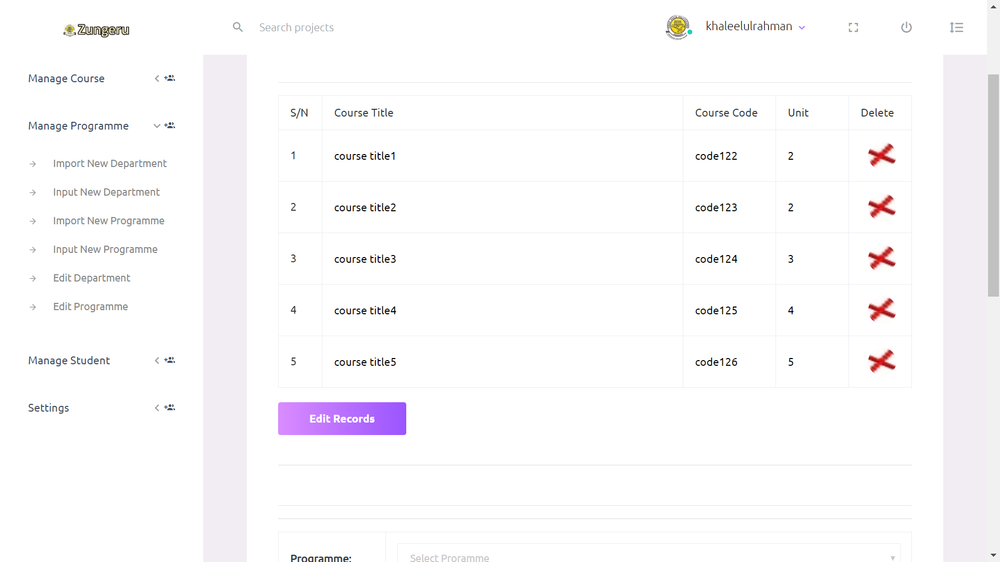 Zungeru
Search projects
khaleelulrahman
Manage Course
Manage Programme
Import New Department
Input New Department
Import New Programme
Input New Programme
Edit Department
Edit Programme
Manage Student
Settings
S/N Course Title Course Code Unit Delete
1 course title1 code122 2
2 course title2 code123 2
3 course title3 code124 3
4 course title4 code125 4
5 course title5 code126 5
Edit Records
Programme: Select Proramme